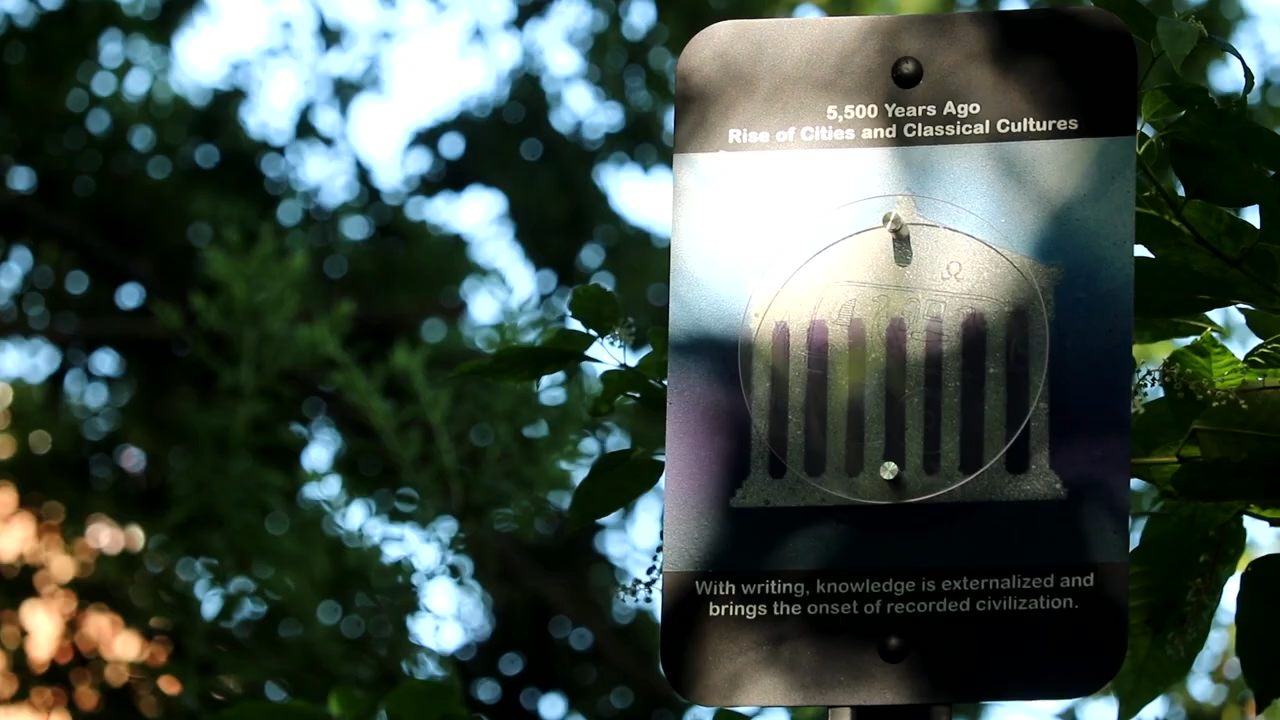 5,500 Years Ago
Rise of Cities and Classical Cultures
Ω
With writing, knowledge is externalized and
brings the onset of recorded civilization.